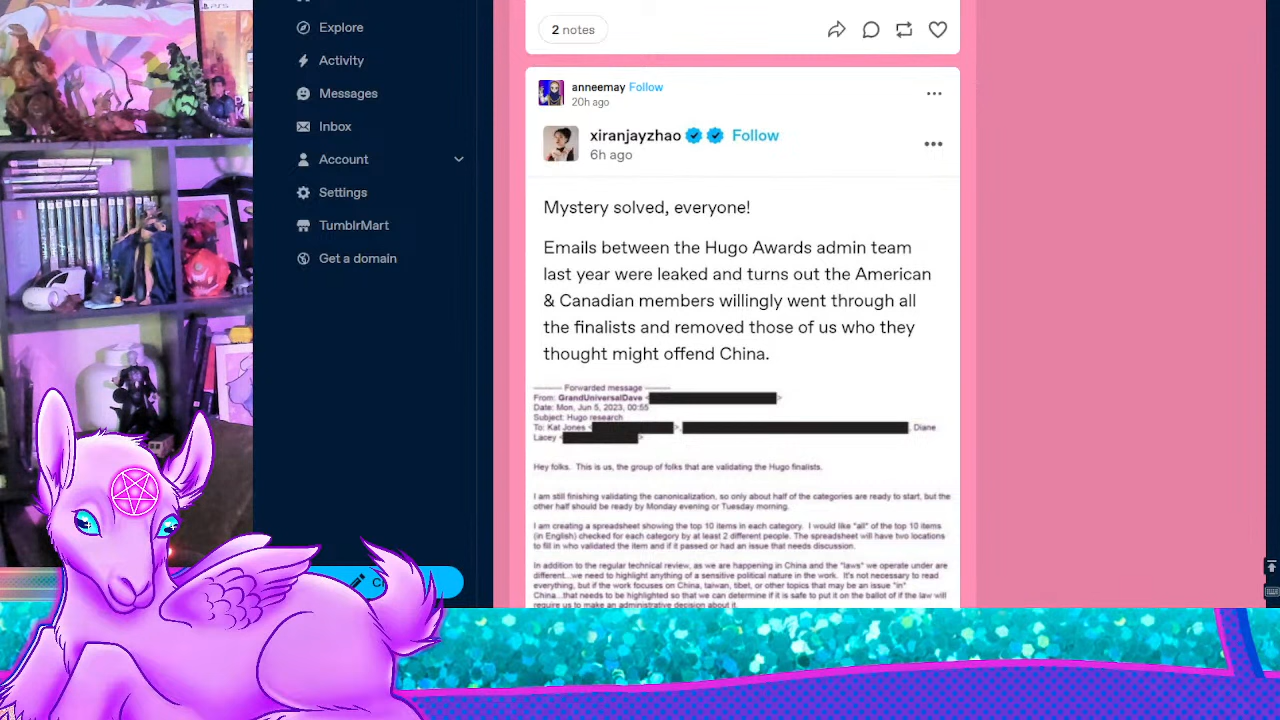 Explore
Activity
Messages
Inbox
Account
Settings
TumblrMart
Get a domain
2 notes
anneemay Follow
20h ago
xiranjayzhao Follow
6h ago
Mystery solved, everyone!
Emails between the Hugo Awards admin team
last year were leaked and turns out the American
& Canadian members willingly went through all
the finalists and removed those of us who they
thought might offend China.
---------- Forwarded message ----------
From: GrandUniversalDave < >
Date: Mon, Jun 5, 2023, 00:55
Subject: Hugo research
To: Kat Jones < >, , Diane
Lacey < >
Hey folks. This is us, the group of folks that are validating the Hugo finalists.
I am still finishing validating the canonicalization, so only about half of the categories are ready to start, but the
other half should be ready by Monday evening or Tuesday morning.
I am creating a spreadsheet showing the top 10 items in each category. I would like *all* of the top 10 items
(in English) checked for each category by at least 2 different people. The spreadsheet will have two locations
to fill in who validated the item and if it passed or had an issue that needs discussion.
In addition to the regular technical review, as we are happening in China and the *laws* we operate under are
different...we need to highlight anything of a sensitive political nature in the work. It's not necessary to read
everything, but if the work focuses on China, taiwan, tibet, or other topics that may be an issue *in*
China...that needs to be highlighted so that we can determine if it is safe to put it on the ballot of if the law will
require us to make an administrative decision about it.